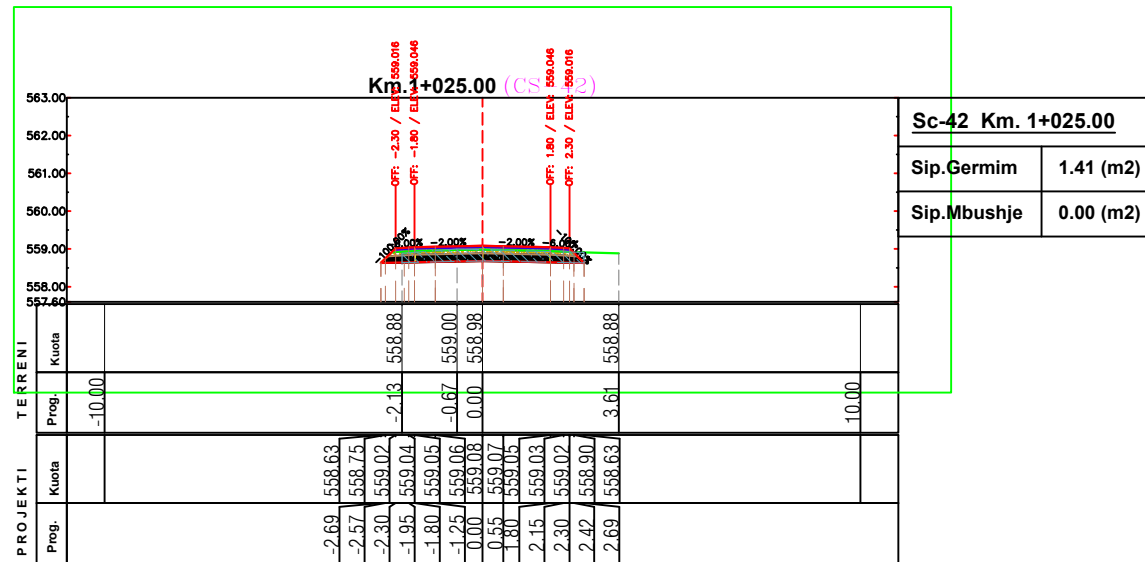 Km.1+025.00 (CS-42)
OFF: -2.30 / ELEV: 559.016
OFF: -1.80 / ELEV: 559.046
OFF: 1.80 / ELEV: 559.046
OFF: 2.30 / ELEV: 559.016
563.00
562.00
561.00
560.00
559.00
558.00
557.60
-2.00% -2.00%
Sc-42 Km. 1+025.00
Sip.Germim 1.41 (m2)
Sip.Mbushje 0.00 (m2)
TERRENI
Kuota 558.88 559.00 558.98 558.88
Prog. -10.00 -2.13 -0.67 0.00 3.61 10.00
PROJEKTI
Kuota 558.63 558.75 559.02 559.04 559.05 559.06 559.08 559.07 559.05 559.03 559.02 558.90 558.63
Prog. -2.69 -2.57 -2.30 -1.95 -1.80 -1.25 0.00 0.55 1.80 2.15 2.30 2.42 2.69